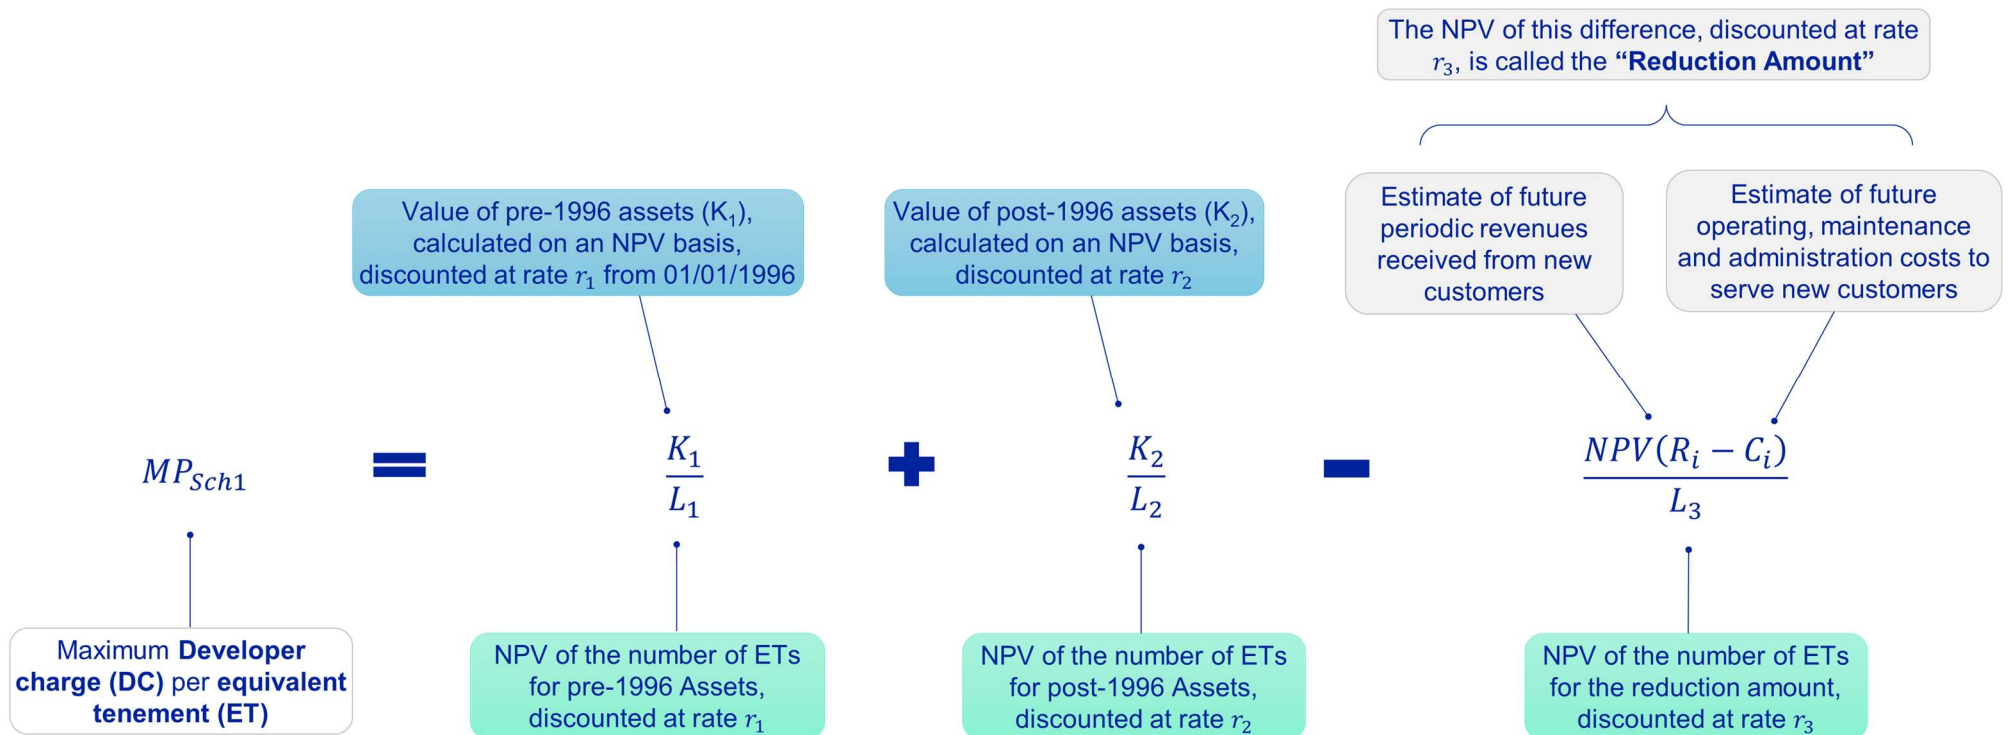 The NPV of this difference, discounted at rate
r₃, is called the “Reduction Amount”
Value of pre-1996 assets (K₁),
calculated on an NPV basis,
discounted at rate r₁ from 01/01/1996
Value of post-1996 assets (K₂),
calculated on an NPV basis,
discounted at rate r₂
Estimate of future
periodic revenues
received from new
customers
Estimate of future
operating, maintenance
and administration costs to
serve new customers
MP_Sch1 = K₁/L₁ + K₂/L₂ − NPV(Rᵢ − Cᵢ)/L₃
Maximum Developer
charge (DC) per equivalent
tenement (ET)
NPV of the number of ETs
for pre-1996 Assets,
discounted at rate r₁
NPV of the number of ETs
for post-1996 Assets,
discounted at rate r₂
NPV of the number of ETs
for the reduction amount,
discounted at rate r₃